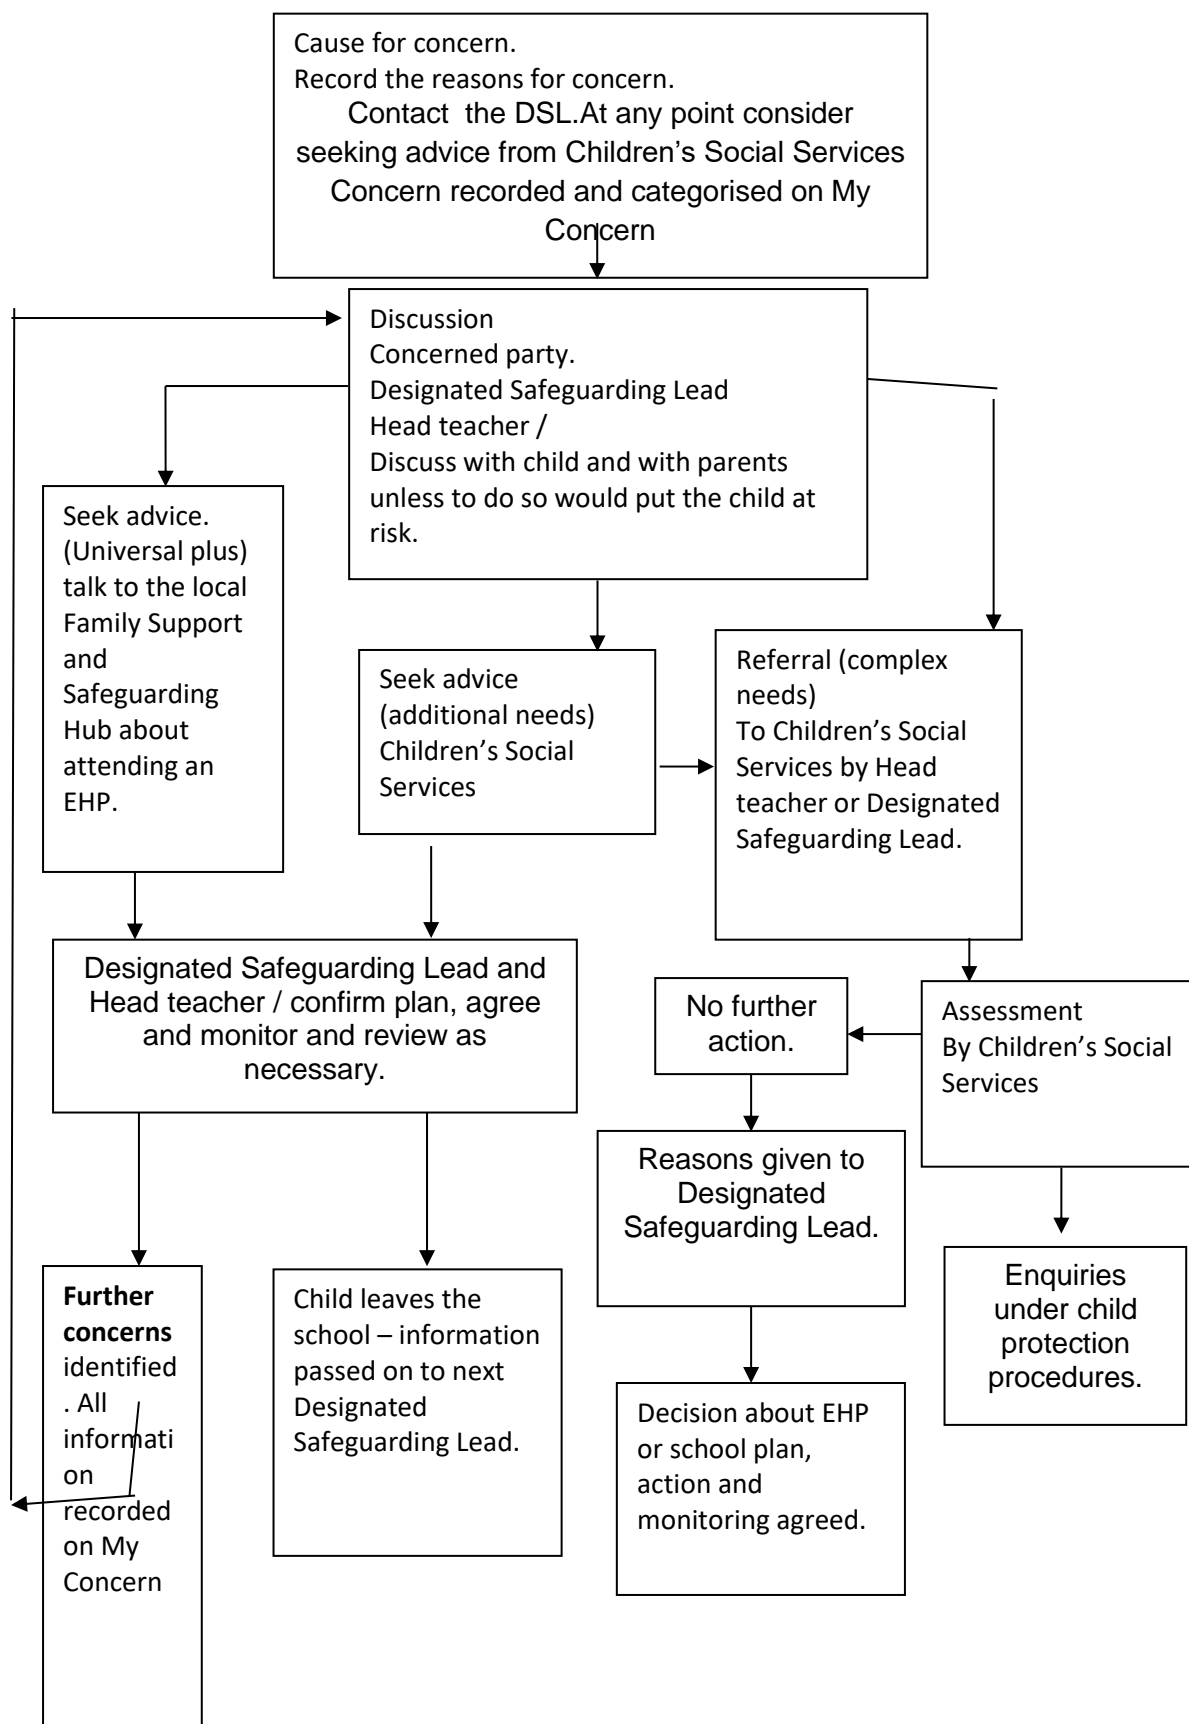 Cause for concern.
Record the reasons for concern.
Contact  the DSL.At any point consider
seeking advice from Children’s Social Services
Concern recorded and categorised on My
Concern
Discussion
Concerned party.
Designated Safeguarding Lead
Head teacher /
Discuss with child and with parents
unless to do so would put the child at
risk.
Seek advice.
(Universal plus)
talk to the local
Family Support
and
Safeguarding
Hub about
attending an
EHP.
Seek advice
(additional needs)
Children’s Social
Services
Referral (complex
needs)
To Children’s Social
Services by Head
teacher or Designated
Safeguarding Lead.
Designated Safeguarding Lead and
Head teacher / confirm plan, agree
and monitor and review as
necessary.
No further
action.
Assessment
By Children’s Social
Services
Reasons given to
Designated
Safeguarding Lead.
Enquiries
under child
protection
procedures.
Further
concerns
identified
. All
informati
on
recorded
on My
Concern
Child leaves the
school – information
passed on to next
Designated
Safeguarding Lead.
Decision about EHP
or school plan,
action and
monitoring agreed.